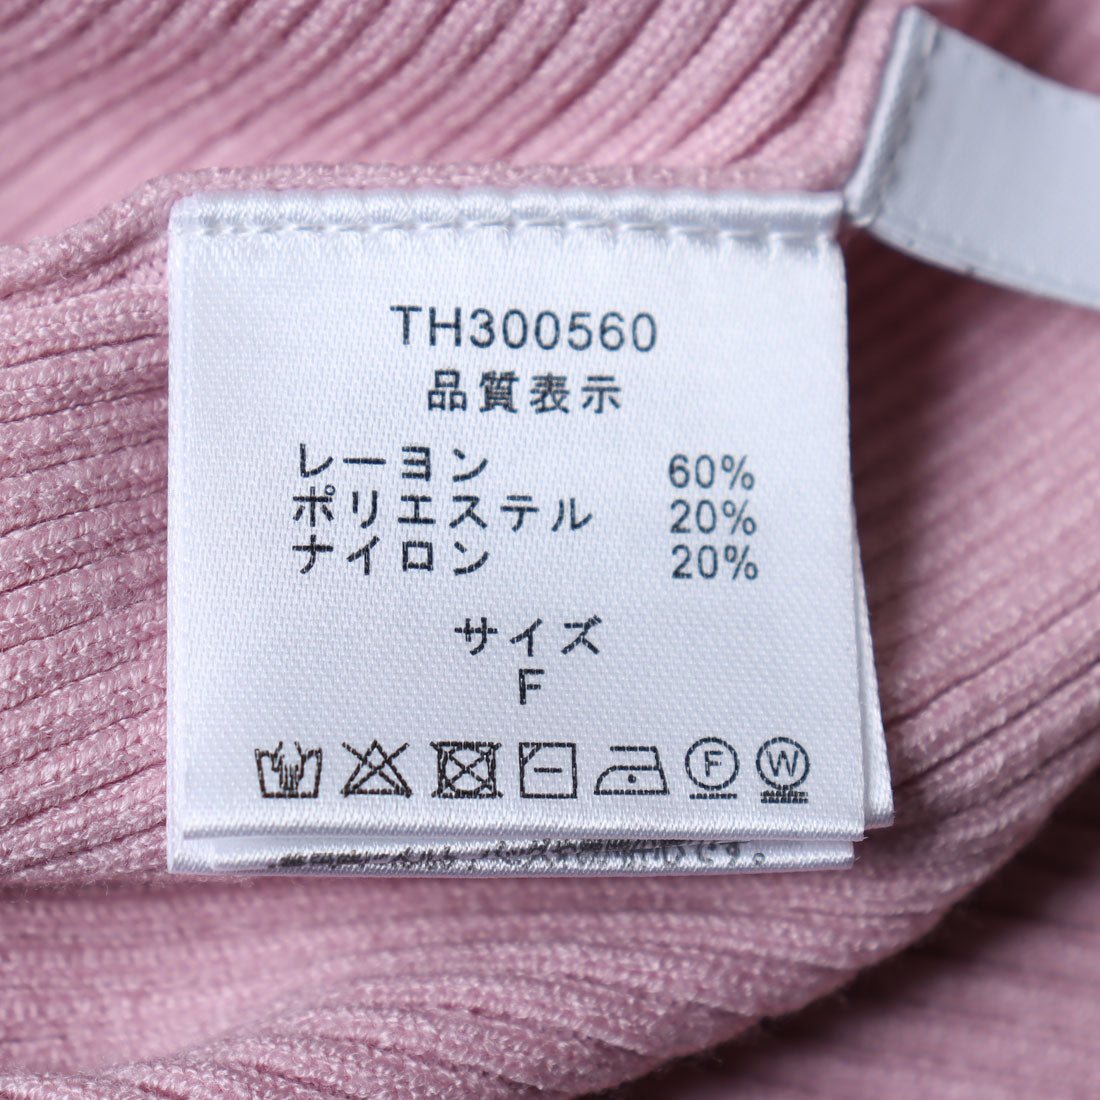 TH300560
品質表示
レーヨン 60%
ポリエステル 20%
ナイロン 20%
サイズ
F
F W